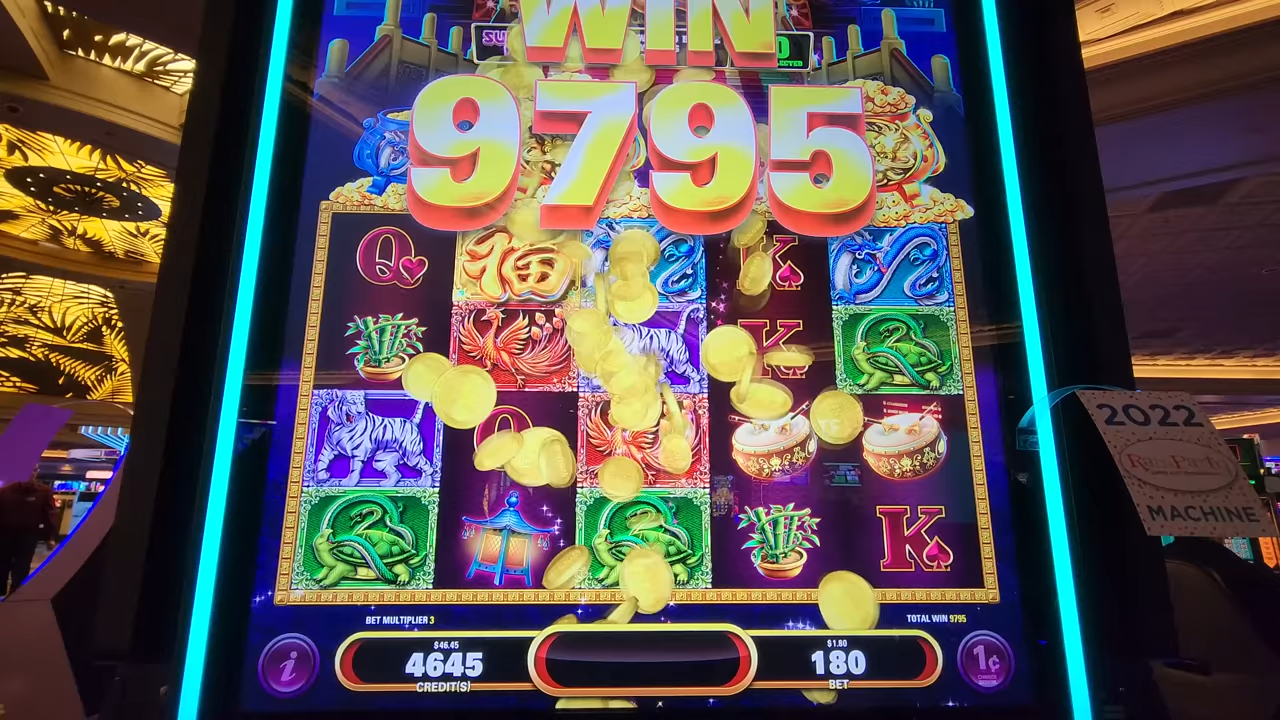 WIN
9795
Q
福
K
K
Q
K
BET MULTIPLIER 3
TOTAL WIN 9795
$46.45
4645
CREDIT(S)
$1.80
180
BET
i
1¢
2022
MACHINE